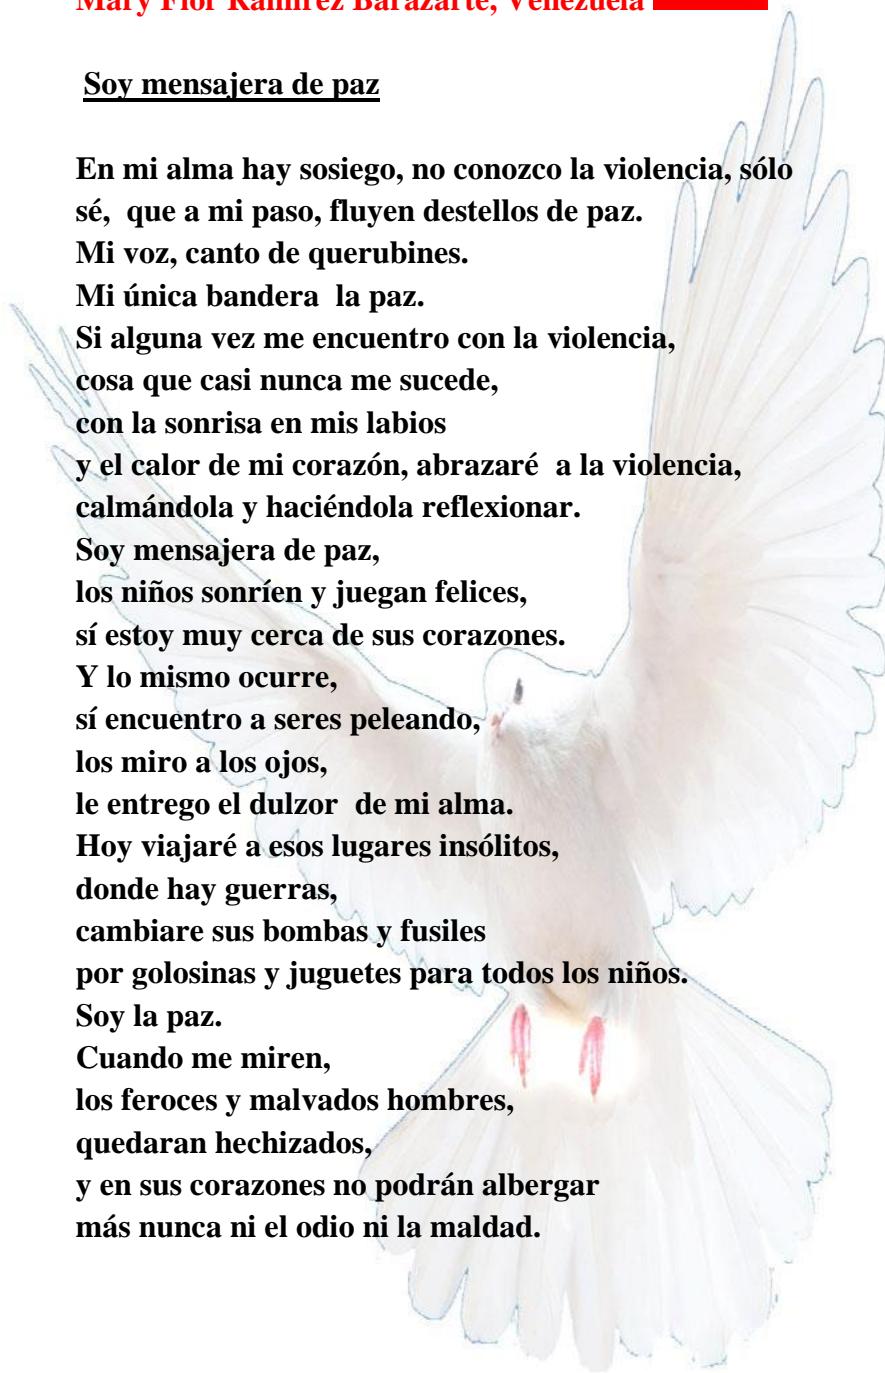 Mary Flor Ramírez Barazarte, Venezuela
Soy mensajera de paz
En mi alma hay sosiego, no conozco la violencia, sólo
sé, que a mi paso, fluyen destellos de paz.
Mi voz, canto de querubines.
Mi única bandera la paz.
Si alguna vez me encuentro con la violencia,
cosa que casi nunca me sucede,
con la sonrisa en mis labios
y el calor de mi corazón, abrazaré a la violencia,
calmándola y haciéndola reflexionar.
Soy mensajera de paz,
los niños sonríen y juegan felices,
sí estoy muy cerca de sus corazones.
Y lo mismo ocurre,
sí encuentro a seres peleando,
los miro a los ojos,
le entrego el dulzor de mi alma.
Hoy viajaré a esos lugares insólitos,
donde hay guerras,
cambiare sus bombas y fusiles
por golosinas y juguetes para todos los niños.
Soy la paz.
Cuando me miren,
los feroces y malvados hombres,
quedaran hechizados,
y en sus corazones no podrán albergar
más nunca ni el odio ni la maldad.